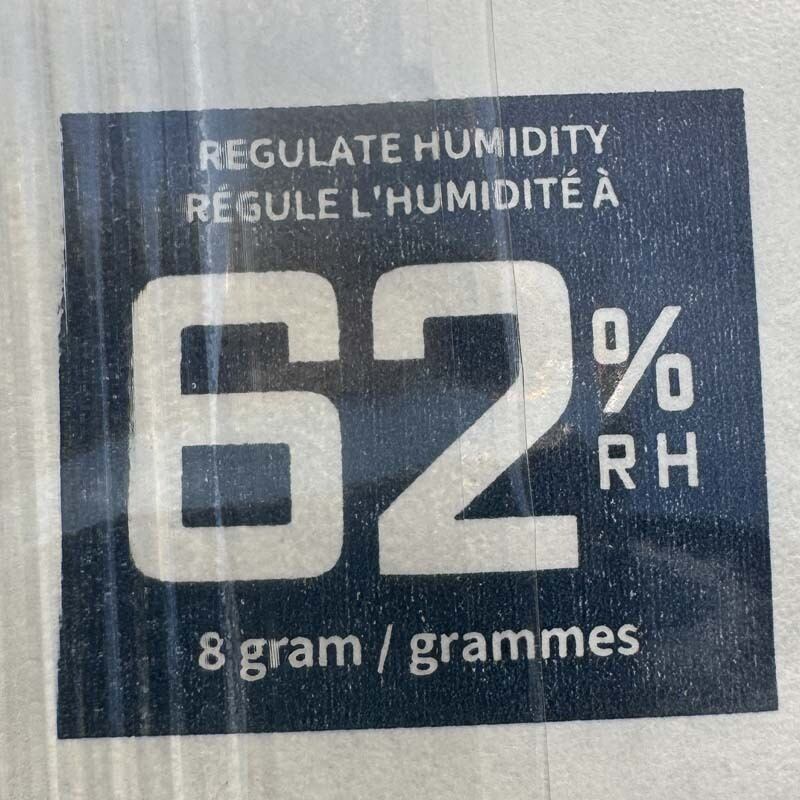 REGULATE HUMIDITY
RÉGULE L'HUMIDITÉ À
62%
RH
8 gram / grammes